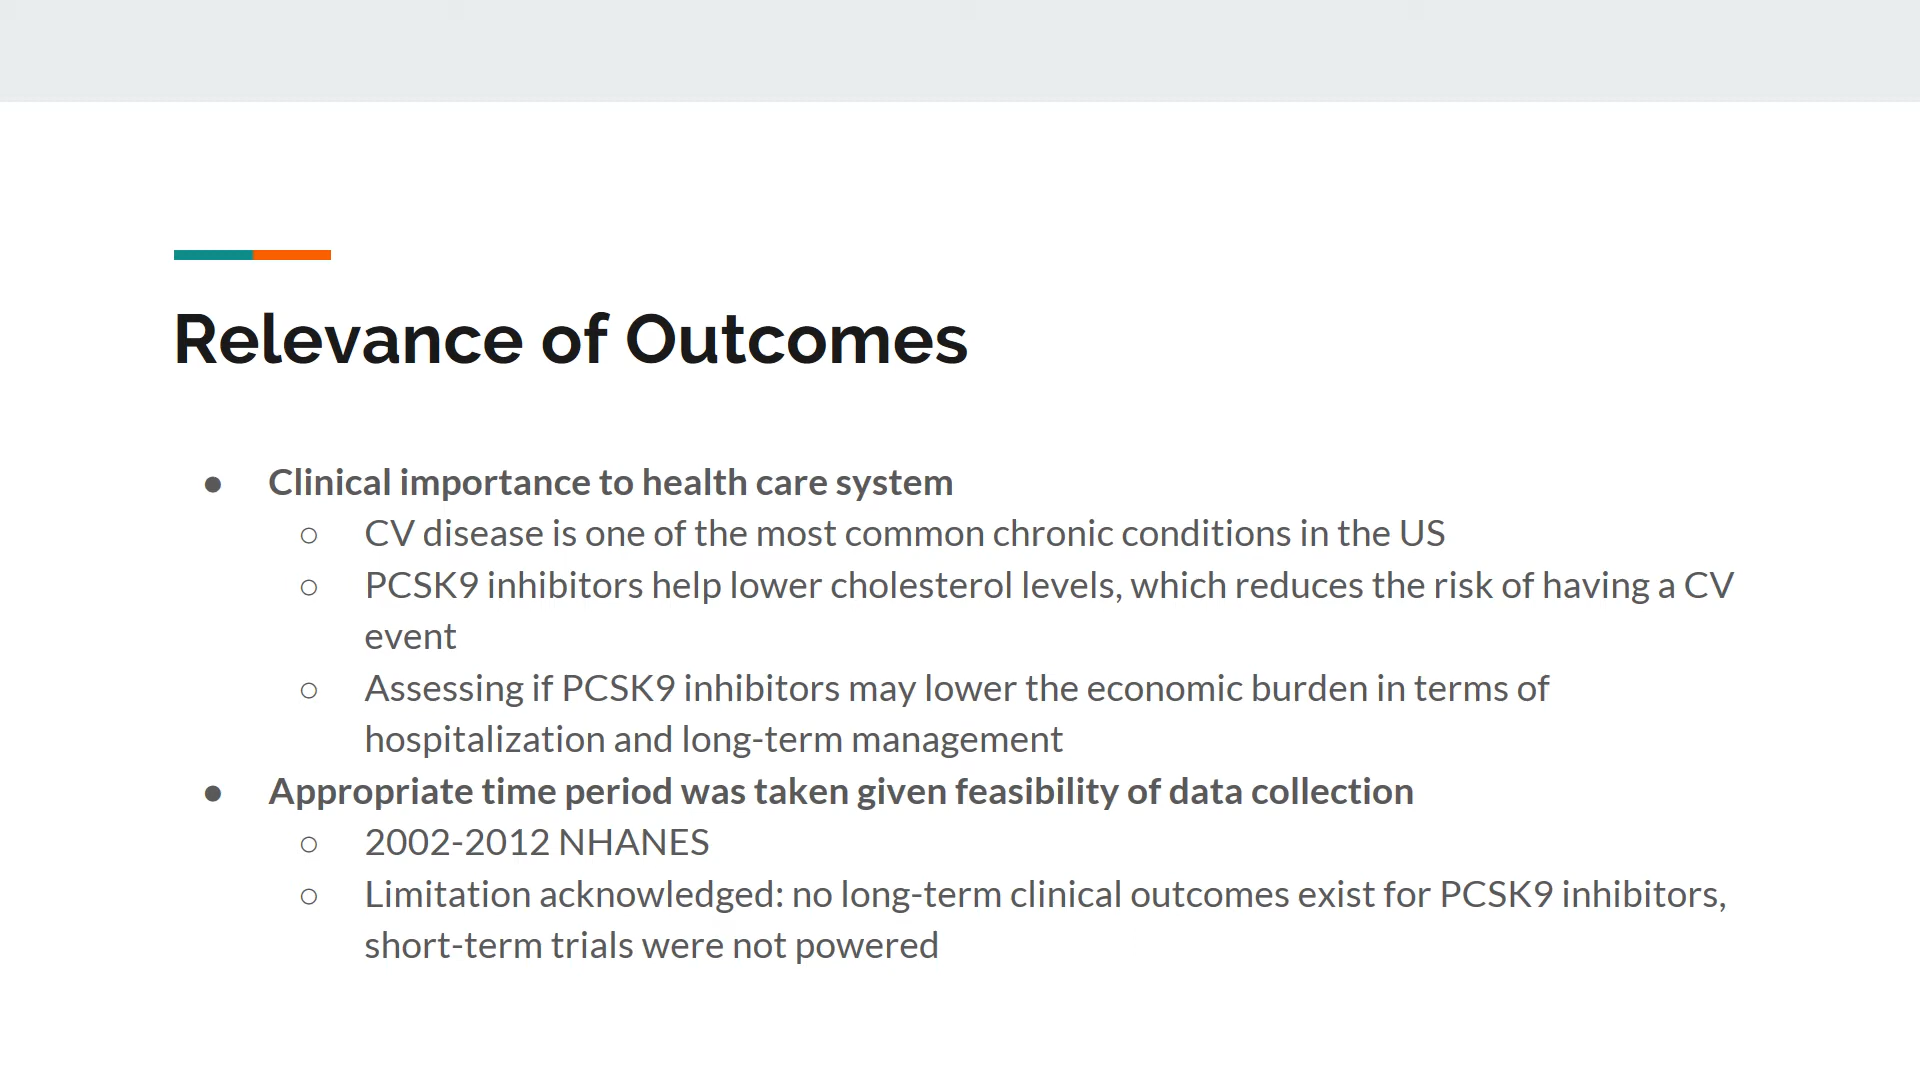 Relevance of Outcomes
● Clinical importance to health care system
○ CV disease is one of the most common chronic conditions in the US
○ PCSK9 inhibitors help lower cholesterol levels, which reduces the risk of having a CV
event
○ Assessing if PCSK9 inhibitors may lower the economic burden in terms of
hospitalization and long-term management
● Appropriate time period was taken given feasibility of data collection
○ 2002-2012 NHANES
○ Limitation acknowledged: no long-term clinical outcomes exist for PCSK9 inhibitors,
short-term trials were not powered